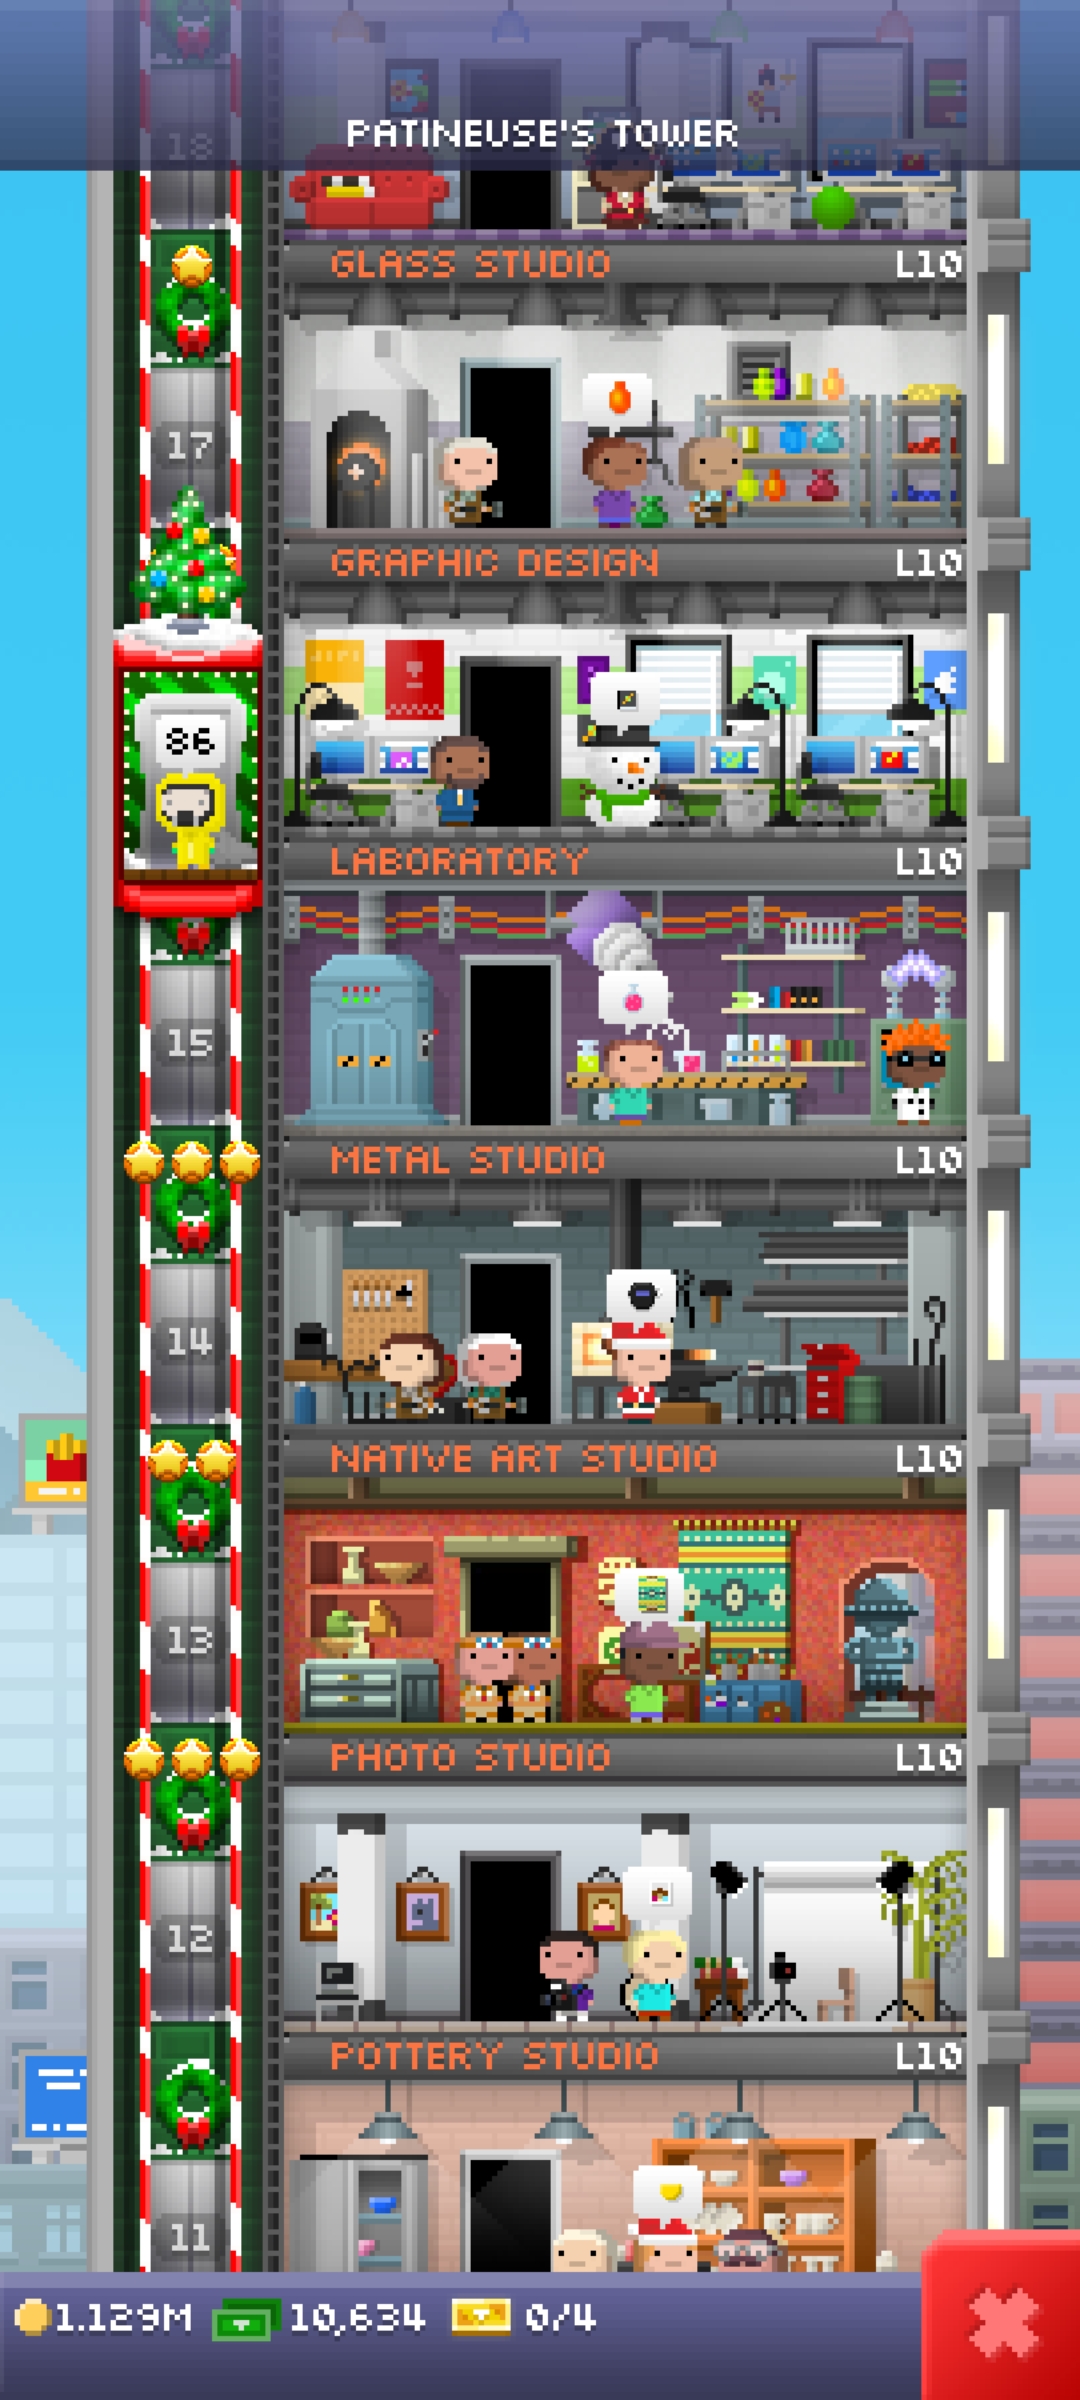 18
PATINEUSE'S TOWER
GLASS STUDIO L10
17
GRAPHIC DESIGN L10
86
LABORATORY L10
15
METAL STUDIO L10
14
NATIVE ART STUDIO L10
13
PHOTO STUDIO L10
12
POTTERY STUDIO L10
11
1.129M 10,634 0/4